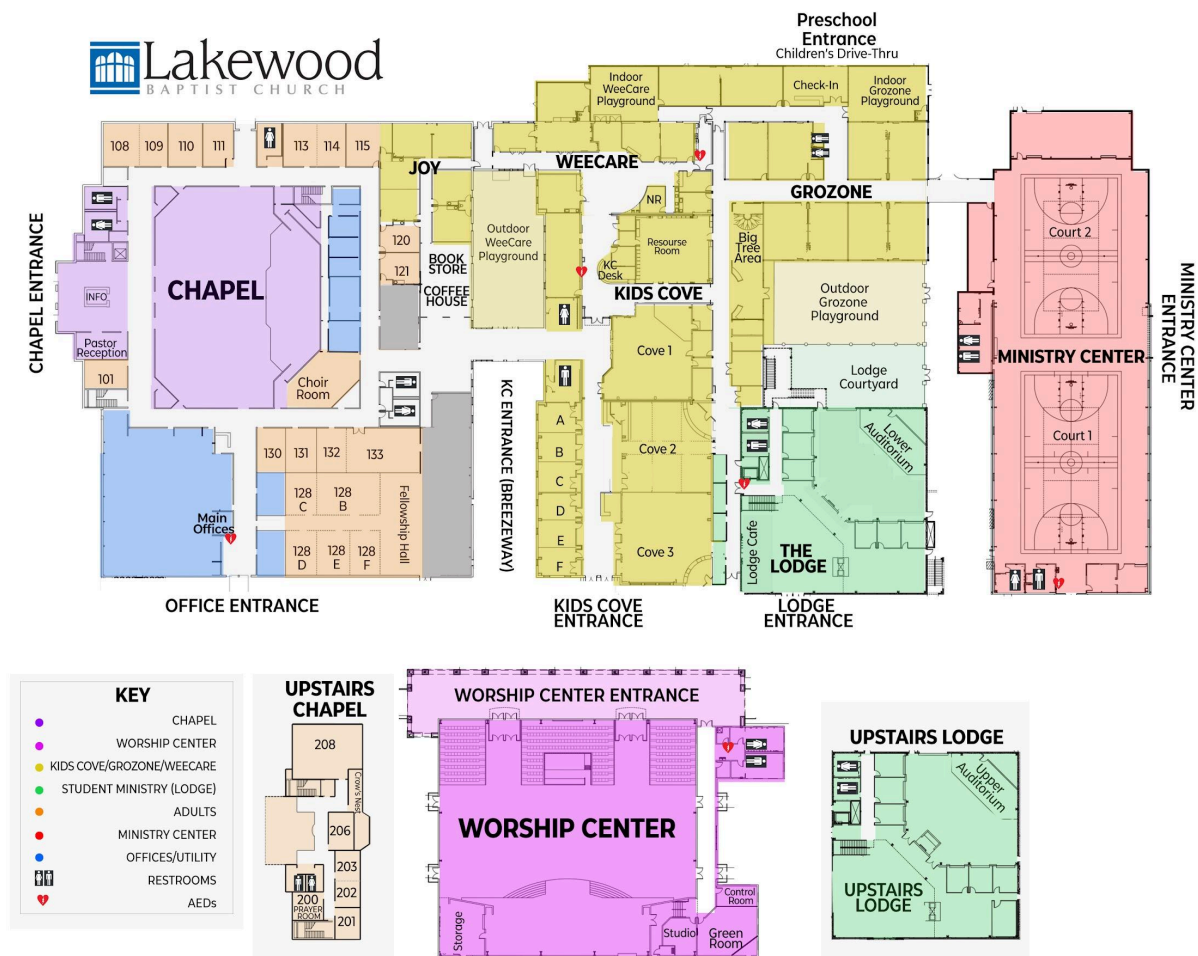 Lakewood
BAPTIST CHURCH
Preschool
Entrance
Children's Drive-Thru
Indoor
WeeCare
Playground
Check-In
Indoor
Grozone
Playground
108
109
110
111
113
114
115
JOY
WEECARE
GROZONE
NR
Resourse
Room
KC
Desk
KIDS COVE
Big
Tree
Area
Outdoor
WeeCare
Playground
120
121
BOOK
STORE
COFFEE
HOUSE
CHAPEL ENTRANCE
INFO
CHAPEL
Pastor
Reception
101
Choir
Room
Outdoor
Grozone
Playground
Lodge
Courtyard
Court 2
MINISTRY CENTER
Court 1
MINISTRY CENTER
ENTRANCE
Cove 1
Cove 2
Cove 3
KC ENTRANCE (BREEZEWAY)
A
B
C
D
E
F
130
131
132
133
128
C
128
B
128
D
128
E
128
F
Fellowship Hall
Main
Offices
Lower
Auditorium
Lodge Cafe
THE
LODGE
OFFICE ENTRANCE
KIDS COVE
ENTRANCE
LODGE
ENTRANCE
KEY
CHAPEL
WORSHIP CENTER
KIDS COVE/GROZONE/WEECARE
STUDENT MINISTRY (LODGE)
ADULTS
MINISTRY CENTER
OFFICES/UTILITY
RESTROOMS
AEDs
UPSTAIRS
CHAPEL
208
Crow's Nes
206
203
202
201
200
PRAYER
ROOM
WORSHIP CENTER ENTRANCE
WORSHIP CENTER
Storage
Studio
Control
Room
Green
Room
UPSTAIRS LODGE
Upper
Auditorium
UPSTAIRS
LODGE